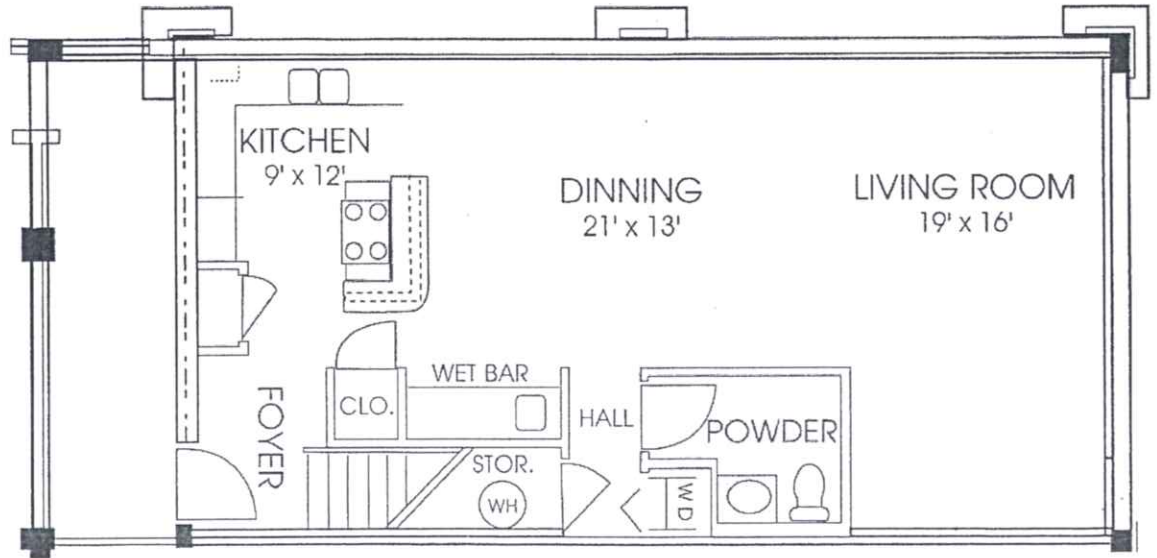 KITCHEN
9' x 12'
DINNING
21' x 13'
LIVING ROOM
19' x 16'
WET BAR
CLO.
FOYER
HALL
POWDER
STOR.
WH
W D